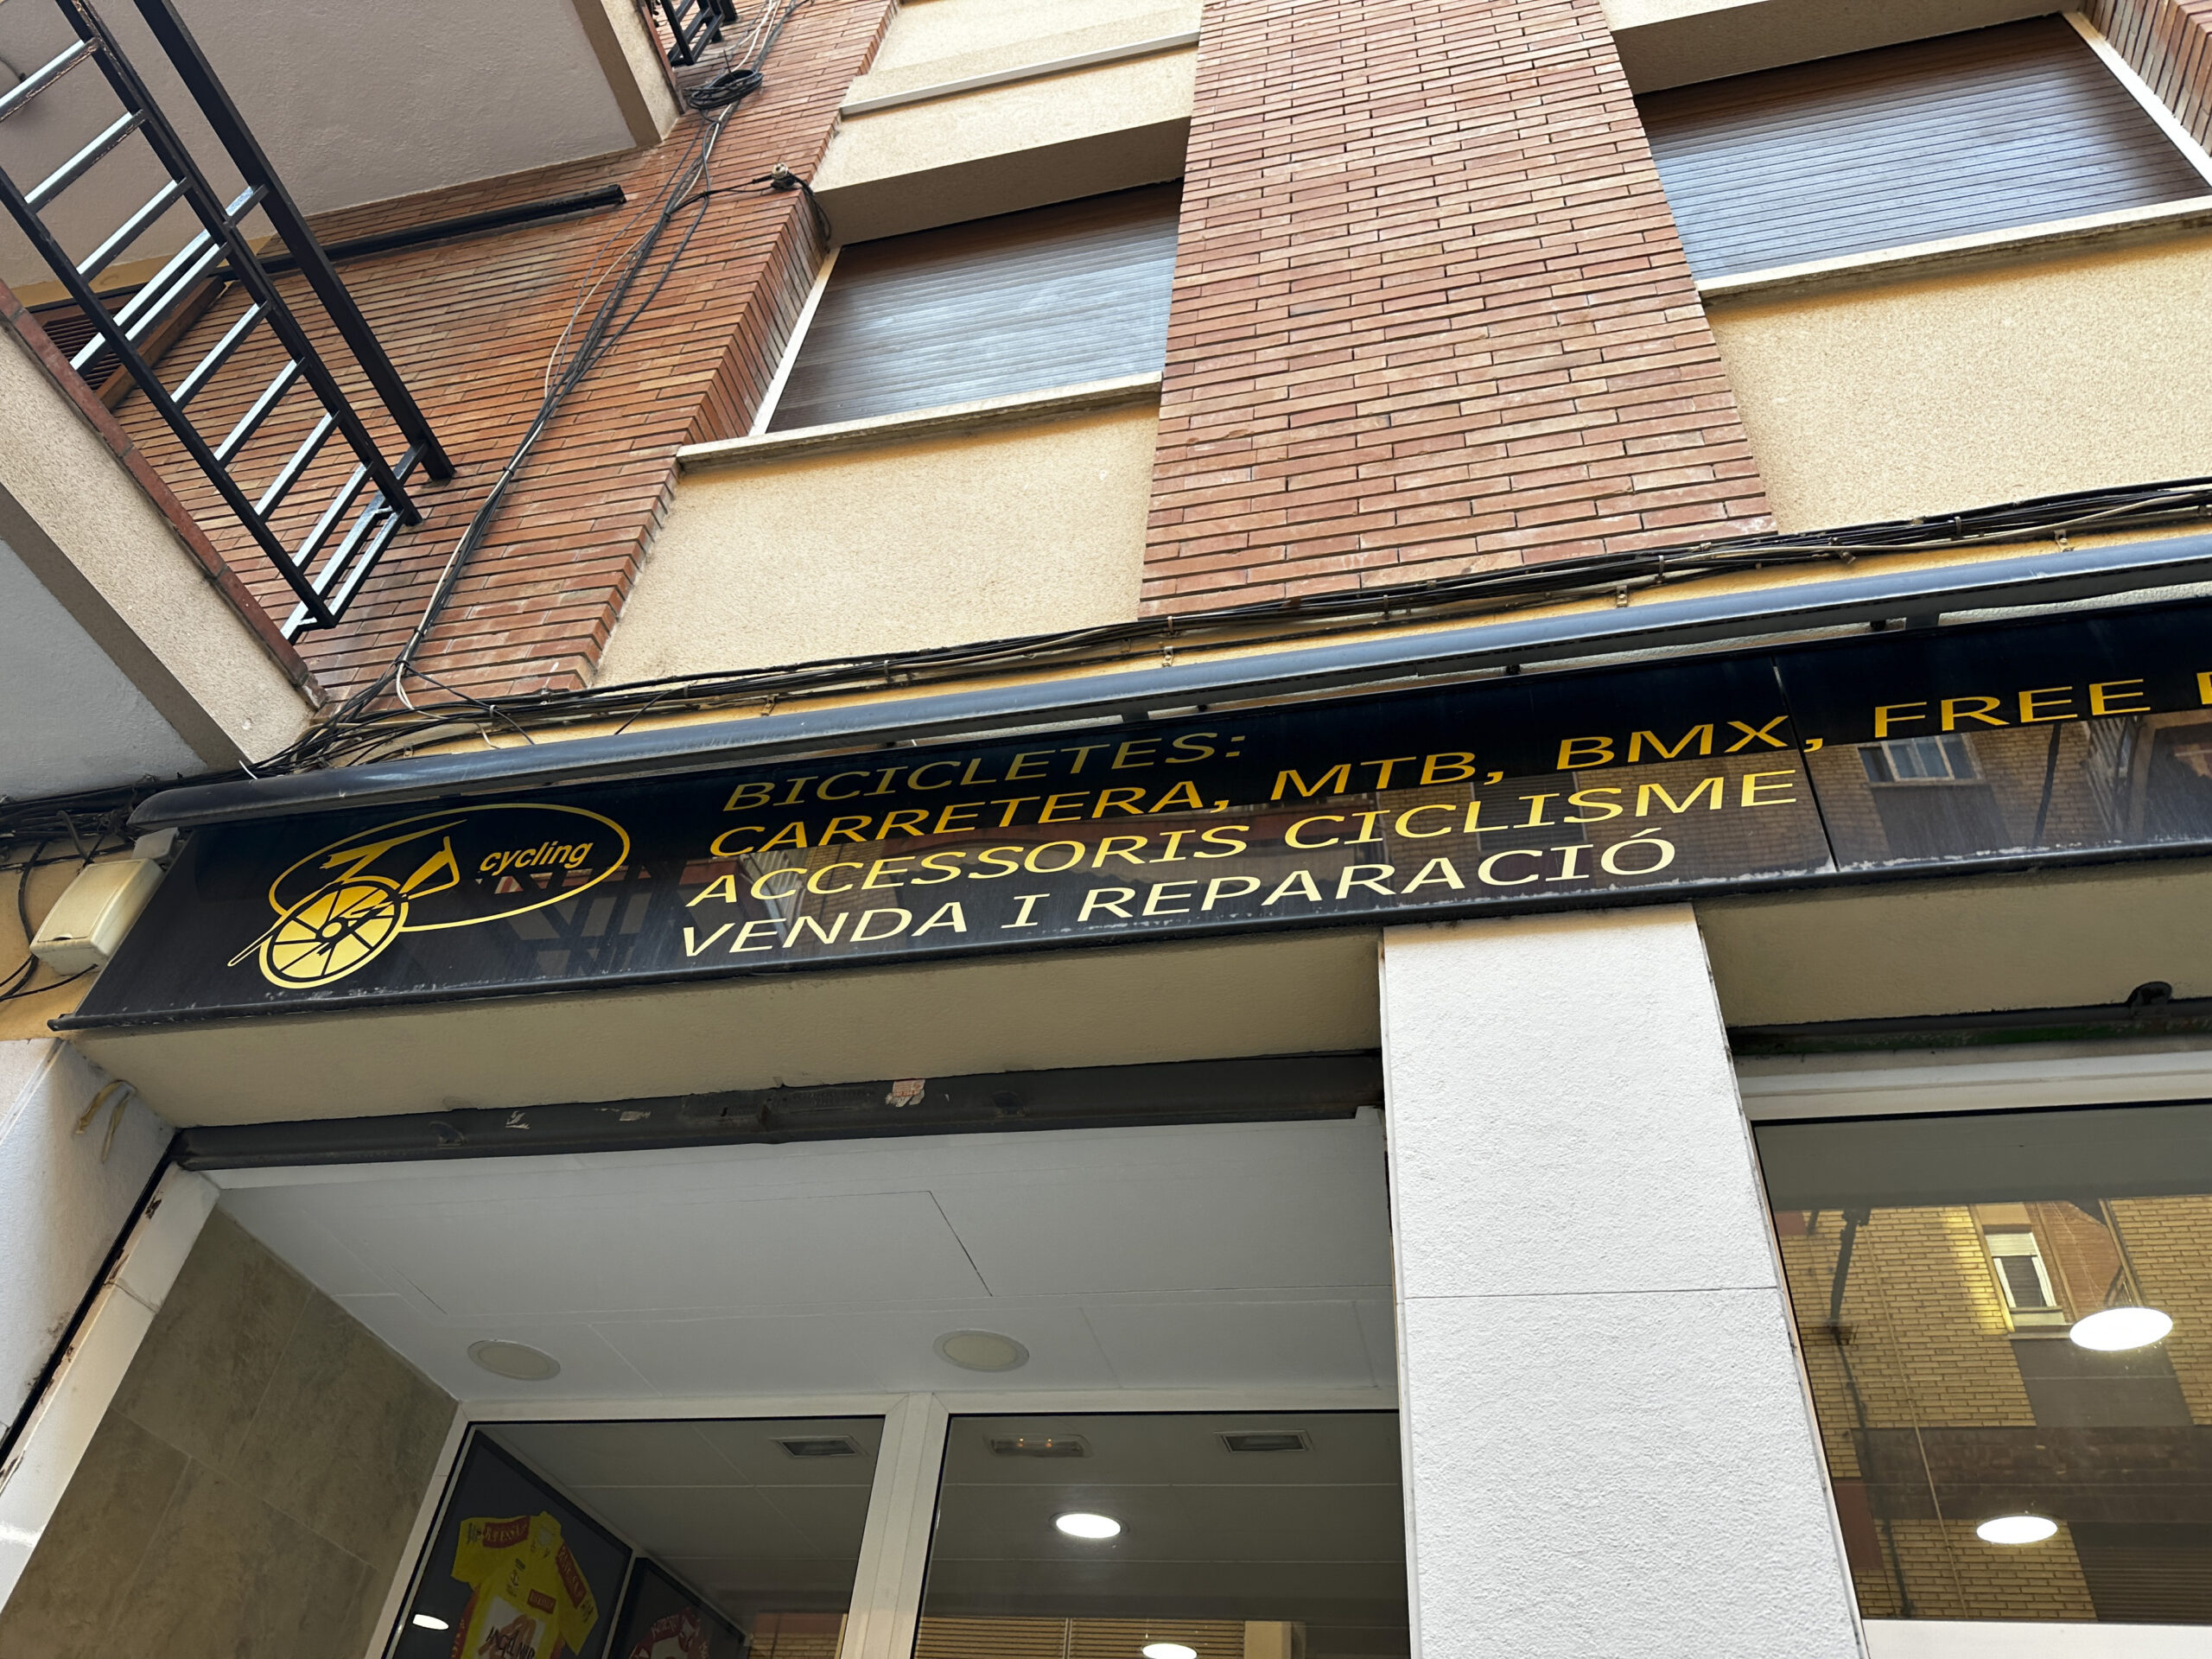 cycling
BICICLETES:
CARRETERA, MTB, BMX, FREE
ACCESSORIS CICLISME
VENDA I REPARACIÓ